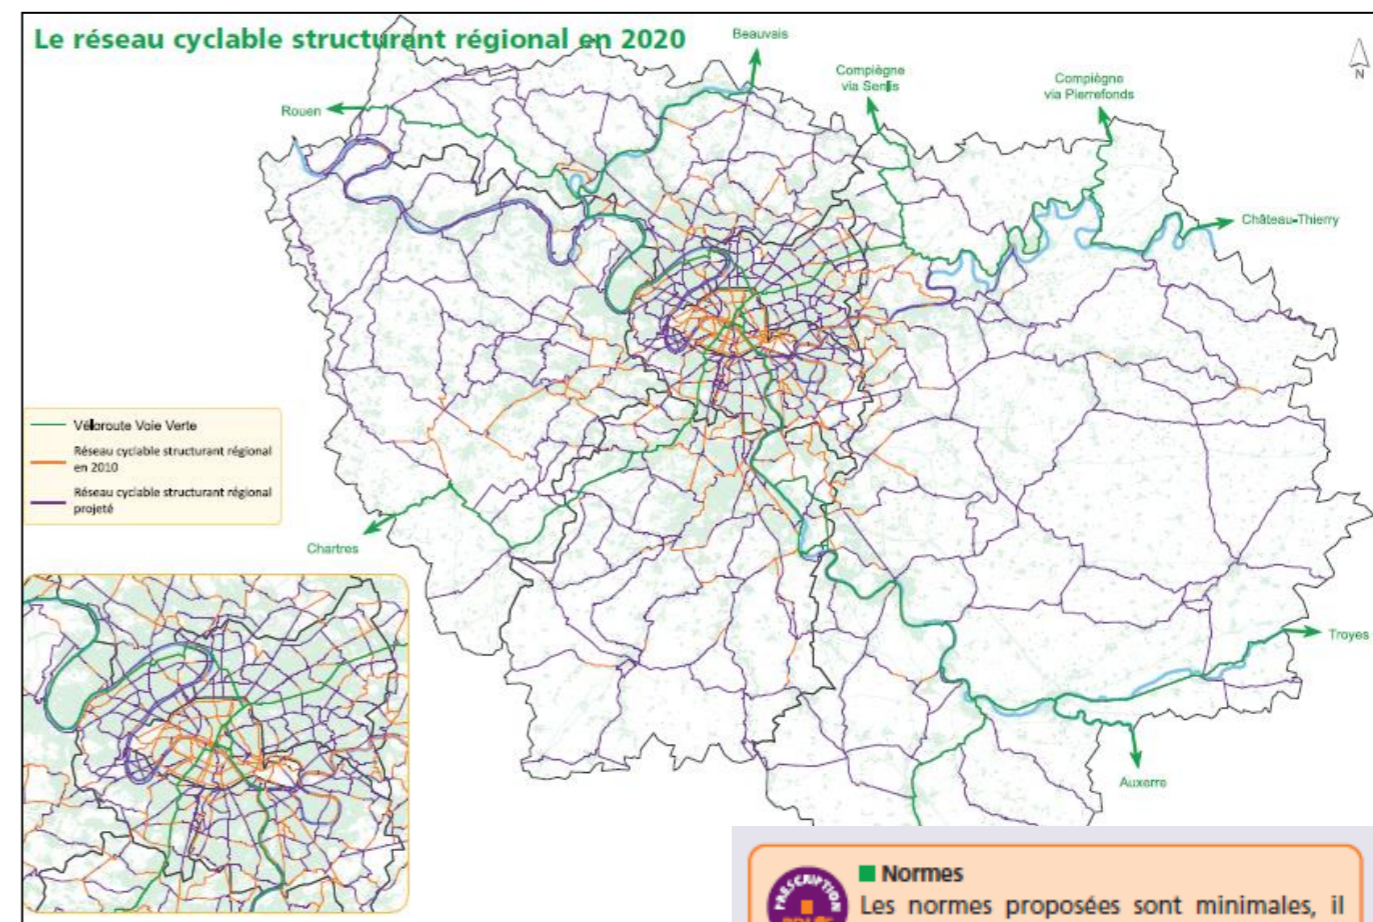 Le réseau cyclable structurant régional en 2020
Beauvais
Compiègne
via Senlis
Compiègne
via Pierrefonds
N
Rouen
Château-Thierry
Véloroute Voie Verte
Réseau cyclable structurant régional
en 2010
Réseau cyclable structurant régional
projeté
Chartres
Troyes
Auxerre
PRESCRIPTION
Normes
Les normes proposées sont minimales, il